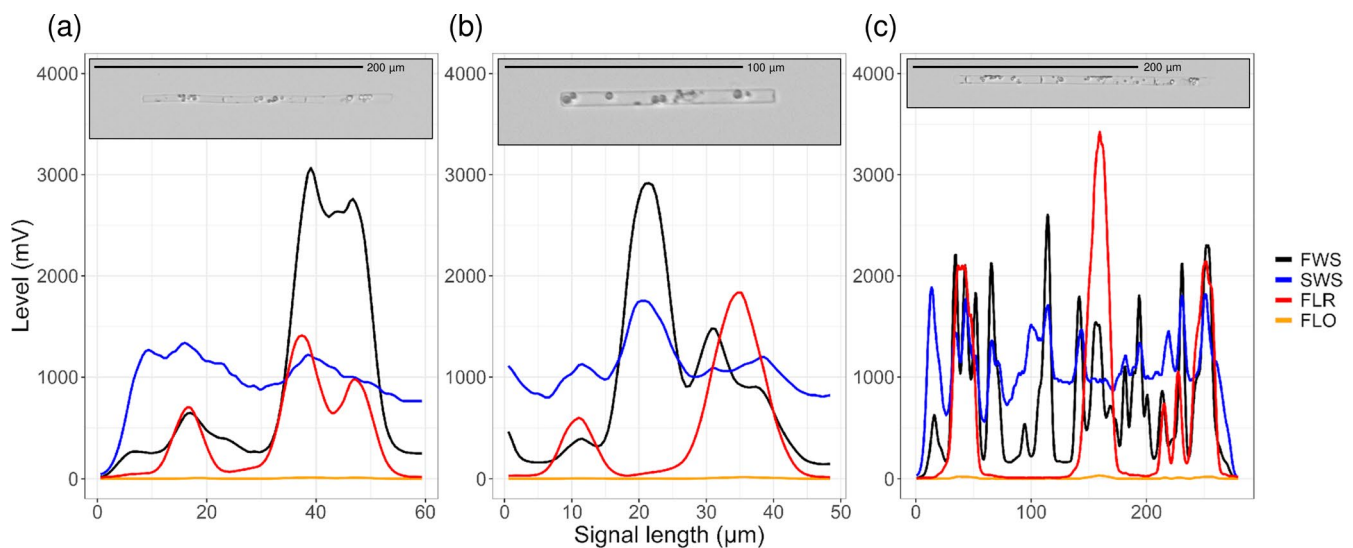 (a)
(b)
(c)
200 µm
100 µm
200 µm
4000
3000
2000
1000
0
4000
3000
2000
1000
0
4000
3000
2000
1000
0
Level (mV)
0 20 40 60
0 10 20 30 40 50
0 100 200
Signal length (µm)
FWS
SWS
FLR
FLO